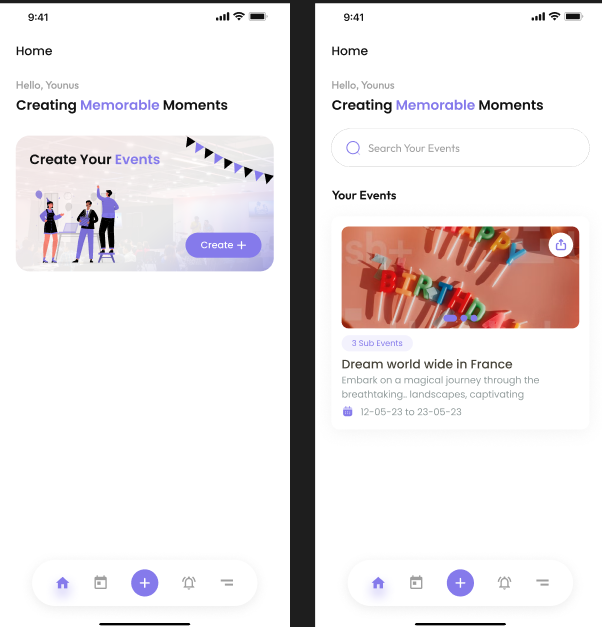 9:41
Home
Hello, Younus
Creating Memorable Moments
Create Your Events
Create +
9:41
Home
Hello, Younus
Creating Memorable Moments
Search Your Events
Your Events
sh+
HAPPY
BIRTHD
3 Sub Events
Dream world wide in France
Embark on a magical journey through the
breathtaking.. landscapes, captivating
12-05-23 to 23-05-23